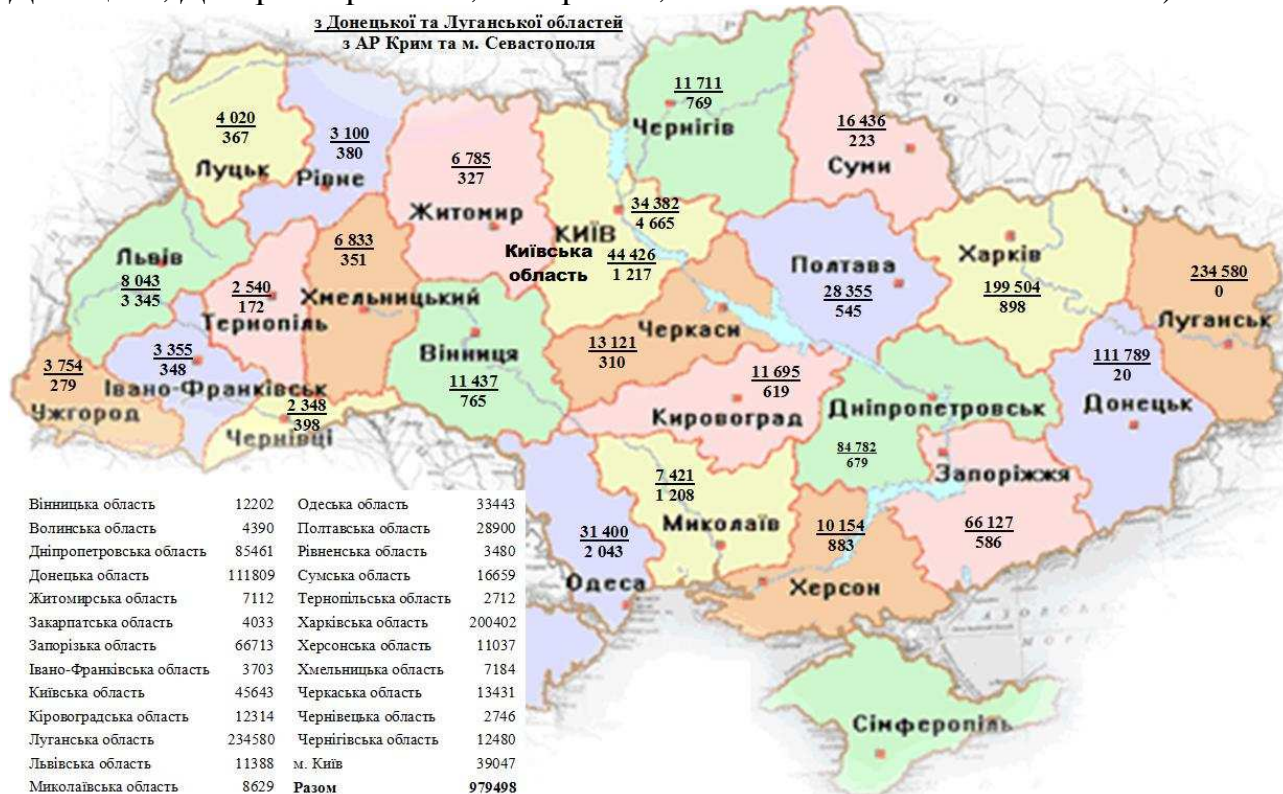 з Донецької та Луганської областей
з АР Крим та м. Севастополя
11 711
769
Чернігів
16 436
223
Суми
4 020
367
Луцьк
3 100
380
Рівне
6 785
327
Житомир
34 382
4 665
КИЇВ
Київська
область
44 426
1 217
Львів
8 043
3 345
6 833
351
Хмельницький
2 540
172
Тернопіль
Полтава
28 355
545
Харків
199 504
898
234 580
0
Луганськ
Черкаси
13 121
310
Вінниця
11 437
765
3 754
279
Ужгород
3 355
348
Івано-Франківськ
2 348
398
Чернівці
11 695
619
Кировоград
Дніпропетровськ
84 782
679
111 789
20
Донецьк
Запоріжжя
66 127
586
7 421
1 208
Миколаїв
31 400
2 043
Одеса
10 154
883
Херсон
АЗОВСЬКЕ
МОРЕ
Сімферопіль
Вінницька область 12202 Одеська область 33443
Волинська область 4390 Полтавська область 28900
Дніпропетровська область 85461 Рівненська область 3480
Донецька область 111809 Сумська область 16659
Житомирська область 7112 Тернопільська область 2712
Закарпатська область 4033 Харківська область 200402
Запорізька область 66713 Херсонська область 11037
Івано-Франківська область 3703 Хмельницька область 7184
Київська область 45643 Черкаська область 13431
Кіровоградська область 12314 Чернівецька область 2746
Луганська область 234580 Чернігівська область 12480
Львівська область 11388 м. Київ 39047
Миколаївська область 8629 Разом 979498